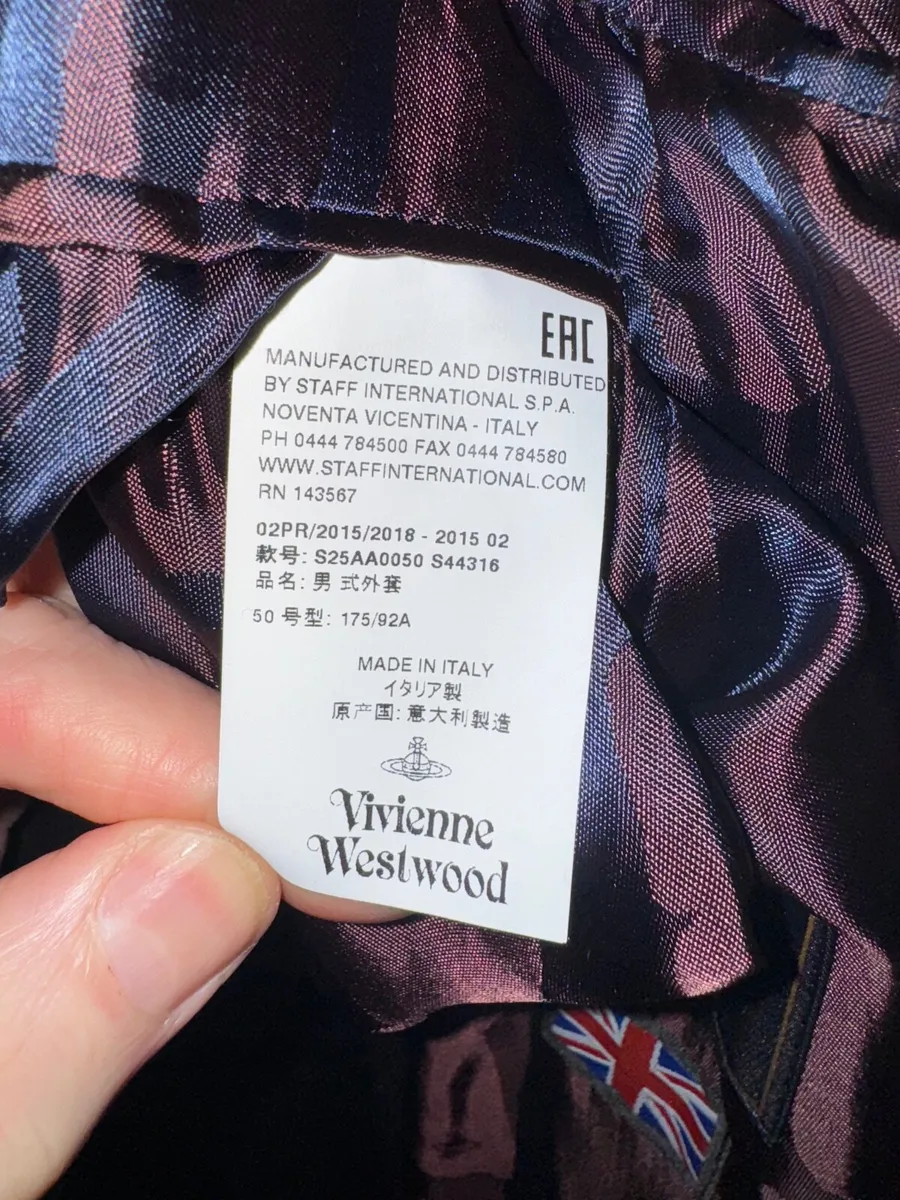 EAC
MANUFACTURED AND DISTRIBUTED
BY STAFF INTERNATIONAL S.P.A.
NOVENTA VICENTINA - ITALY
PH 0444 784500 FAX 0444 784580
WWW.STAFFINTERNATIONAL.COM
RN 143567
02PR/2015/2018 - 2015 02
款号: S25AA0050 S44316
品名: 男 式外套
50 号型: 175/92A
MADE IN ITALY
イタリア製
原产国: 意大利製造
Vivienne
Westwood